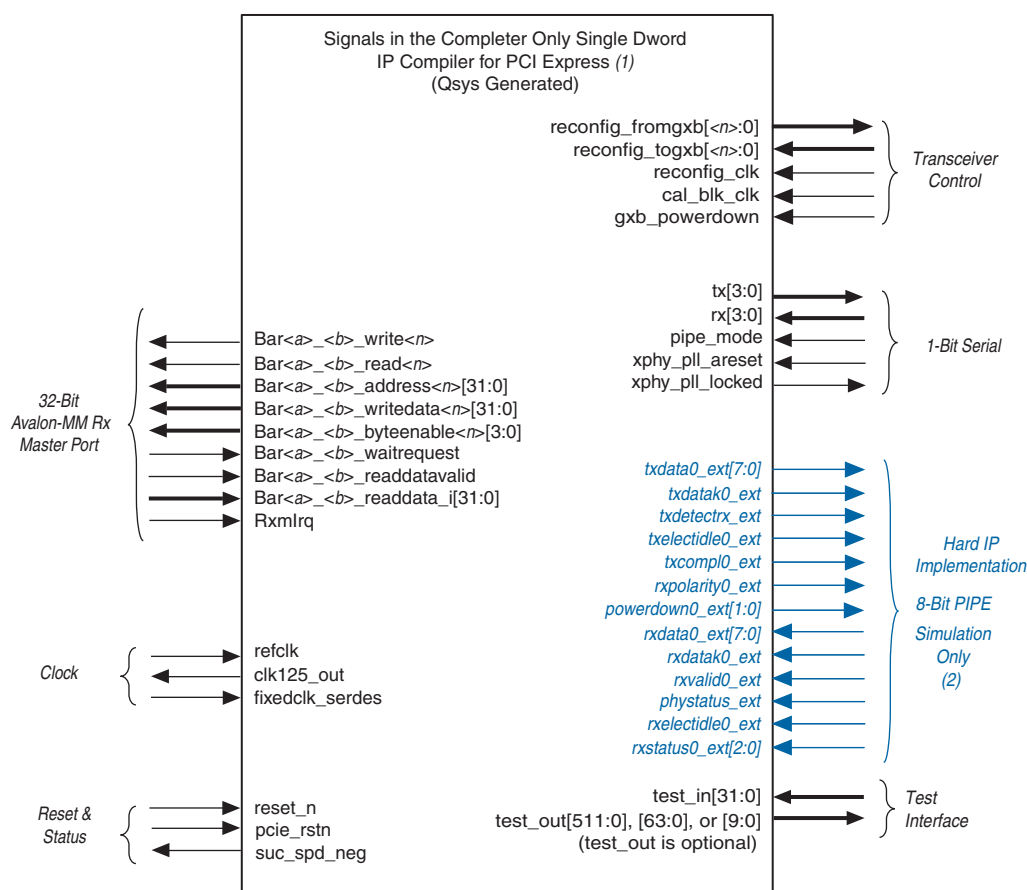 Signals in the Completer Only Single Dword
IP Compiler for PCI Express (1)
(Qsys Generated)
reconfig_fromgxb[<n>:0]
reconfig_togxb[<n>:0]
reconfig_clk
cal_blk_clk
gxb_powerdown
Transceiver
Control
tx[3:0]
rx[3:0]
pipe_mode
xphy_pll_areset
xphy_pll_locked
1-Bit Serial
32-Bit
Avalon-MM Rx
Master Port
Bar<a>_<b>_write<n>
Bar<a>_<b>_read<n>
Bar<a>_<b>_address<n>[31:0]
Bar<a>_<b>_writedata<n>[31:0]
Bar<a>_<b>_byteenable<n>[3:0]
Bar<a>_<b>_waitrequest
Bar<a>_<b>_readdatavalid
Bar<a>_<b>_readdata_i[31:0]
RxmIrq
txdata0_ext[7:0]
txdatak0_ext
txdetectrx_ext
txelectidle0_ext
txcompl0_ext
rxpolarity0_ext
powerdown0_ext[1:0]
rxdata0_ext[7:0]
rxdatak0_ext
rxvalid0_ext
phystatus_ext
rxelectidle0_ext
rxstatus0_ext[2:0]
Hard IP
Implementation
8-Bit PIPE
Simulation
Only
(2)
Clock
refclk
clk125_out
fixedclk_serdes
Reset &
Status
reset_n
pcie_rstn
suc_spd_neg
test_in[31:0]
test_out[511:0], [63:0], or [9:0]
(test_out is optional)
Test
Interface